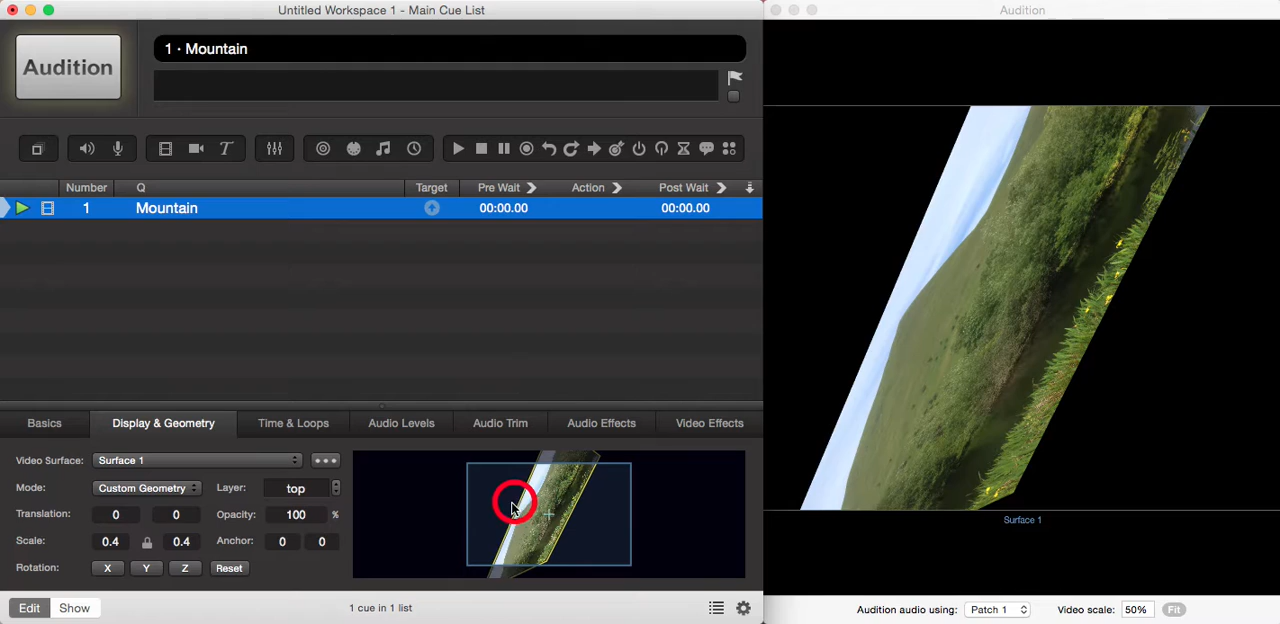 Untitled Workspace 1 - Main Cue List
Audition
Audition
1 · Mountain
Number Q Target Pre Wait Action Post Wait
1 Mountain 00:00.00 00:00.00
Basics Display & Geometry Time & Loops Audio Levels Audio Trim Audio Effects Video Effects
Video Surface: Surface 1
Mode: Custom Geometry Layer: top
Translation: 0 0 Opacity: 100 %
Scale: 0.4 0.4 Anchor: 0 0
Rotation: X Y Z Reset
Surface 1
Edit Show 1 cue in 1 list
Audition audio using: Patch 1 Video scale: 50% Fit